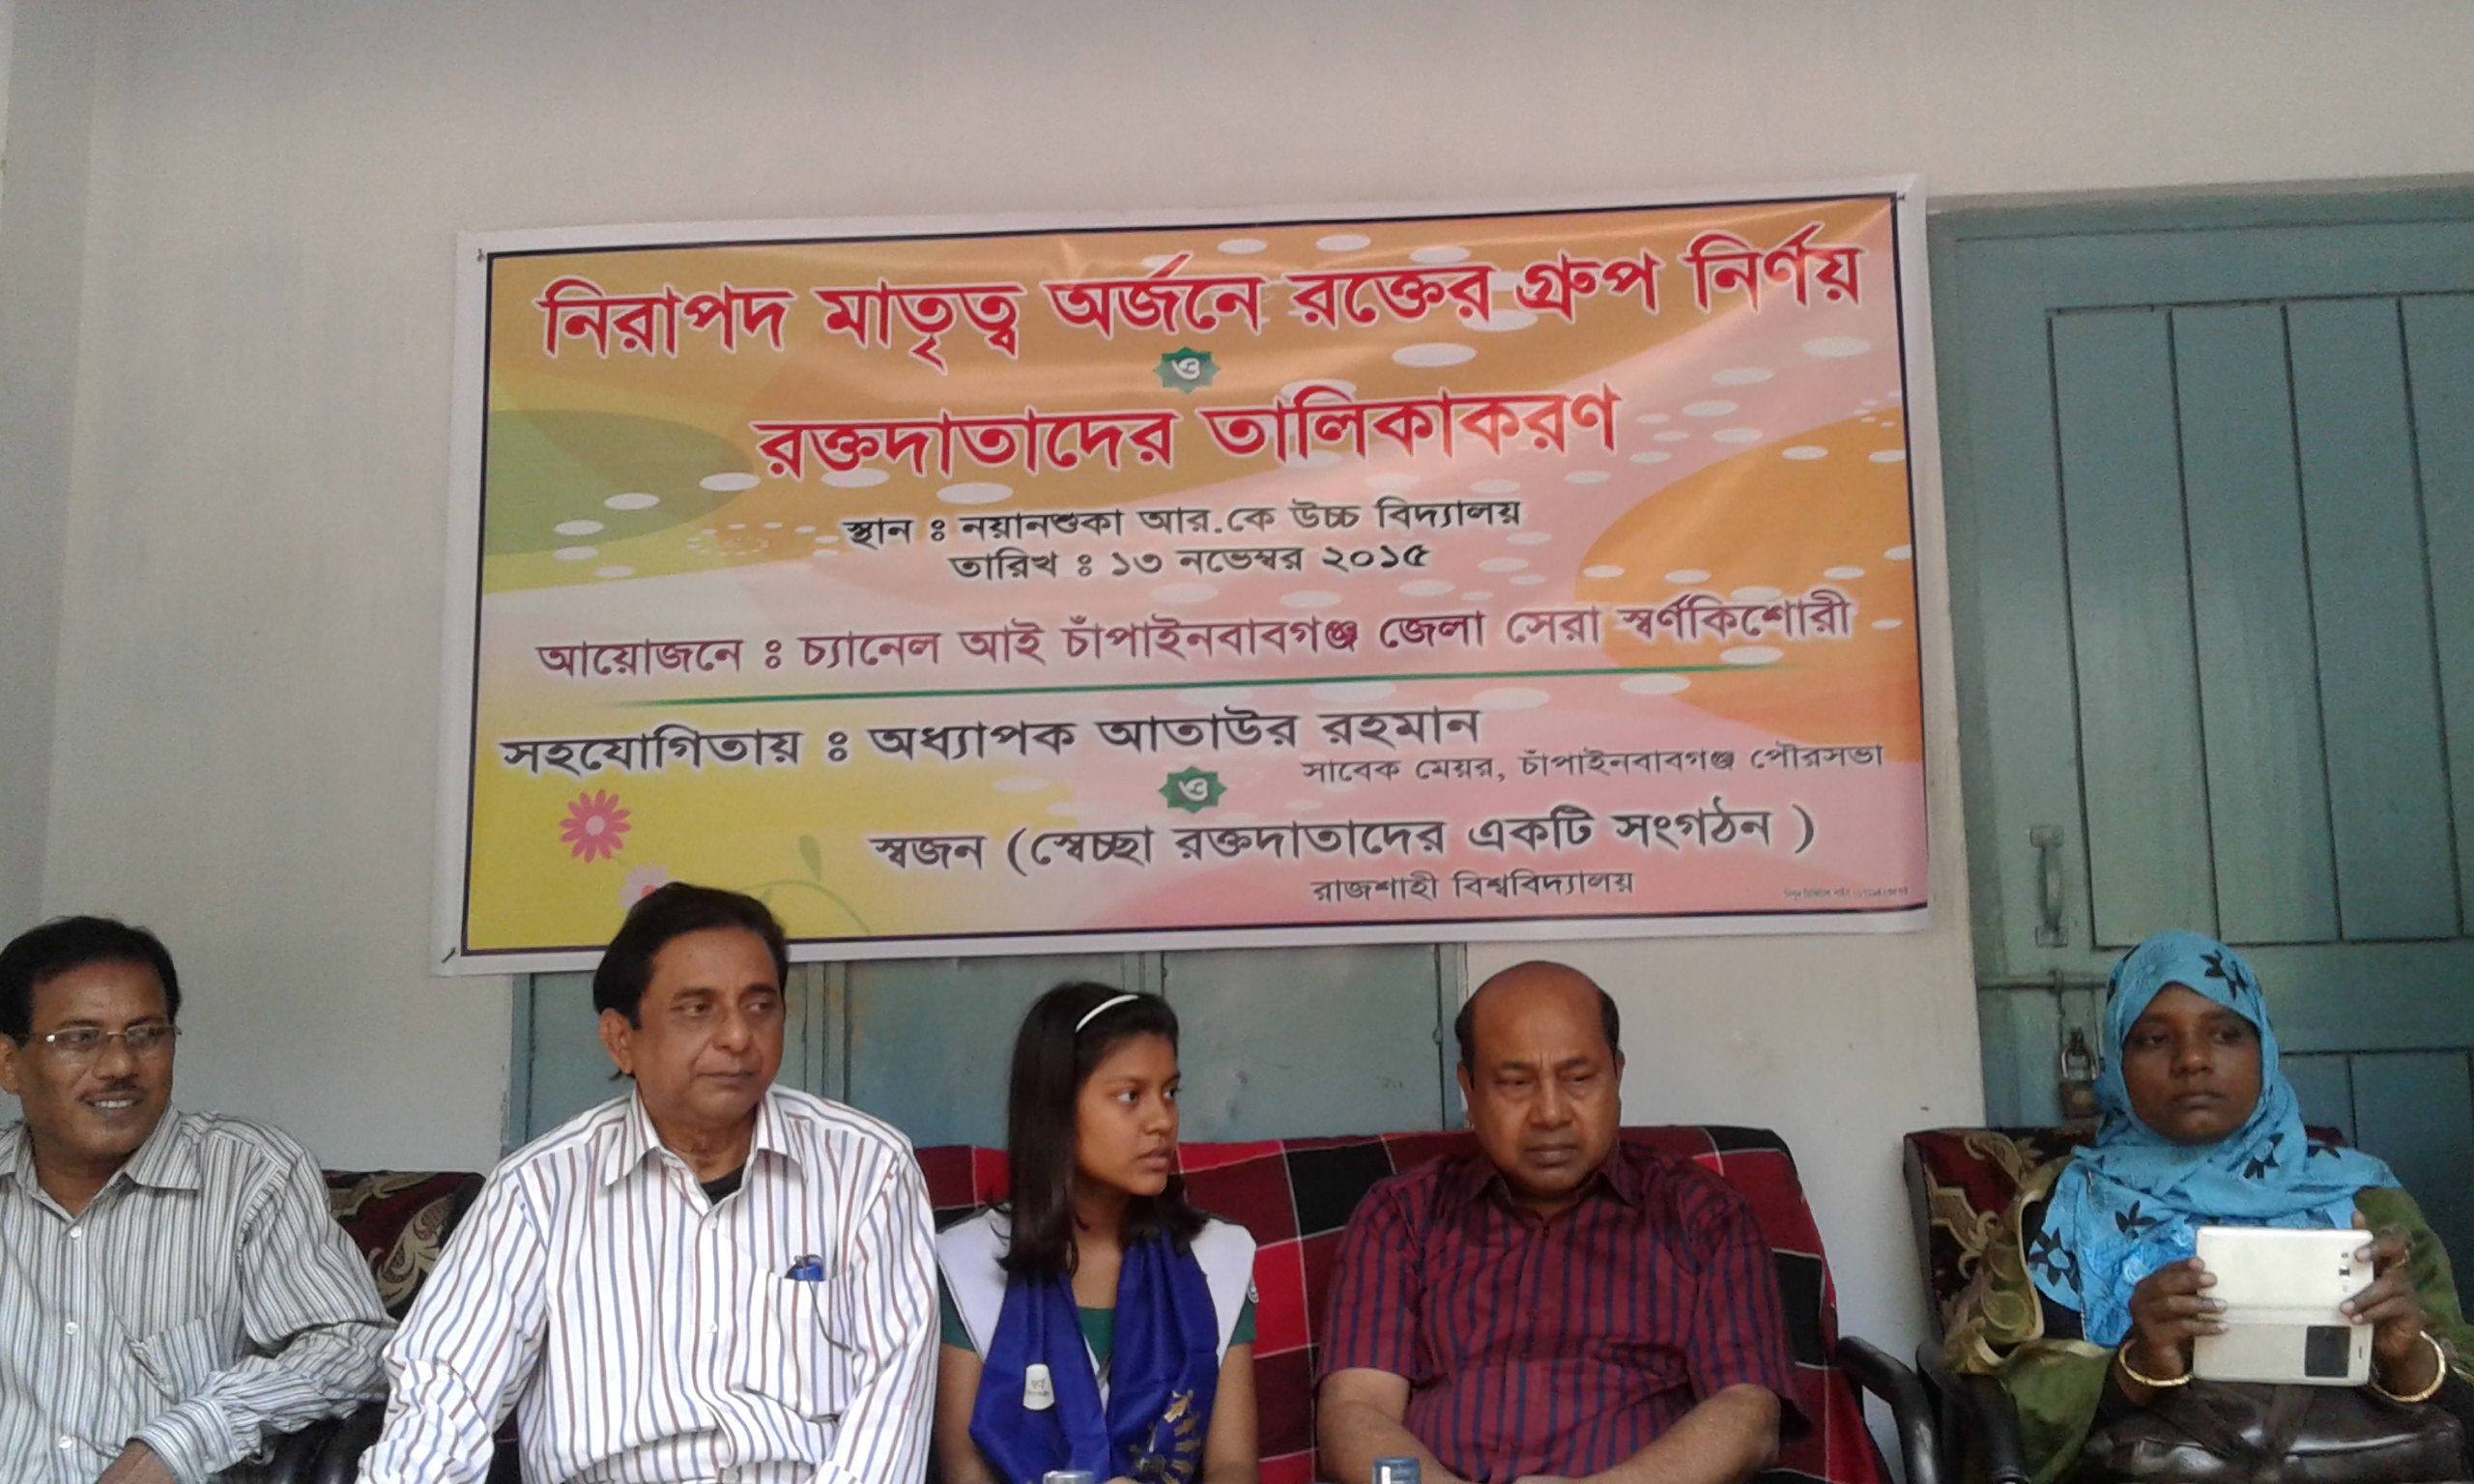 নিরাপদ মাতৃত্ব অর্জনে রক্তের গ্রুপ নির্ণয়
ও
রক্তদাতাদের তালিকাকরণ
স্থান ঃ নয়ানশুকা আর.কে উচ্চ বিদ্যালয়
তারিখ ঃ ১৩ নভেম্বর ২০১৫
আয়োজনে ঃ চ্যানেল আই চাঁপাইনবাবগঞ্জ জেলা সেরা স্বর্ণকিশোরী
সহযোগিতায় ঃ অধ্যাপক আতাউর রহমান
সাবেক মেয়র, চাঁপাইনবাবগঞ্জ পৌরসভা
ও
স্বজন (স্বেচ্ছা রক্তদাতাদের একটি সংগঠন )
রাজশাহী বিশ্ববিদ্যালয়